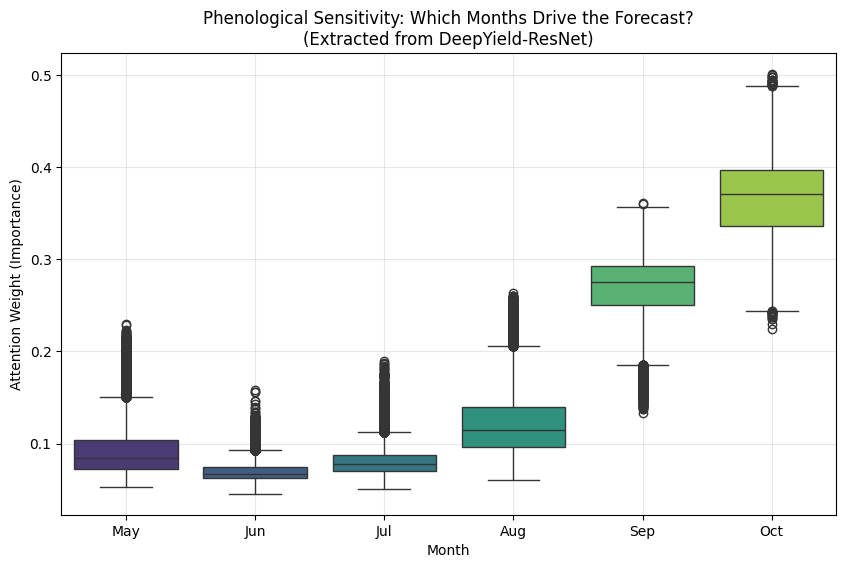 Phenological Sensitivity: Which Months Drive the Forecast?
(Extracted from DeepYield-ResNet)
Attention Weight (Importance)
0.5
0.4
0.3
0.2
0.1
May Jun Jul Aug Sep Oct
Month